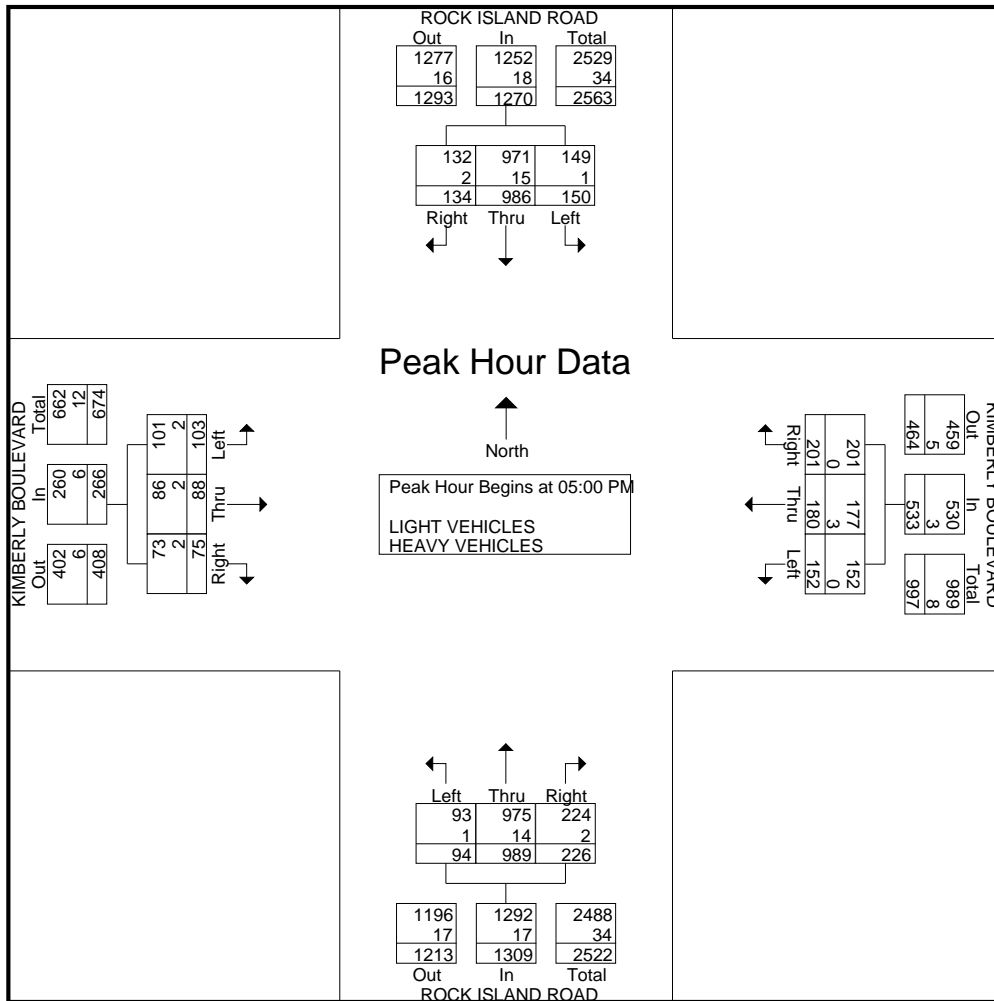 ROCK ISLAND ROAD
Out In Total
1277 1252 2529
16 18 34
1293 1270 2563
132 971 149
2 15 1
134 986 150
Right Thru Left
Peak Hour Data
North
Peak Hour Begins at 05:00 PM
LIGHT VEHICLES
HEAVY VEHICLES
KIMBERLY BOULEVARD
Out In Total
402 260 662
6 6 12
408 266 674
Right Thru Left
73 86 101
2 2 2
75 88 103
KIMBERLY BOULEVARD
Out In Total
459 530 989
5 3 8
464 533 997
Right Thru Left
201 177 152
0 3 0
201 180 152
Left Thru Right
93 975 224
1 14 2
94 989 226
1196 1292 2488
17 17 34
1213 1309 2522
Out In Total
ROCK ISLAND ROAD